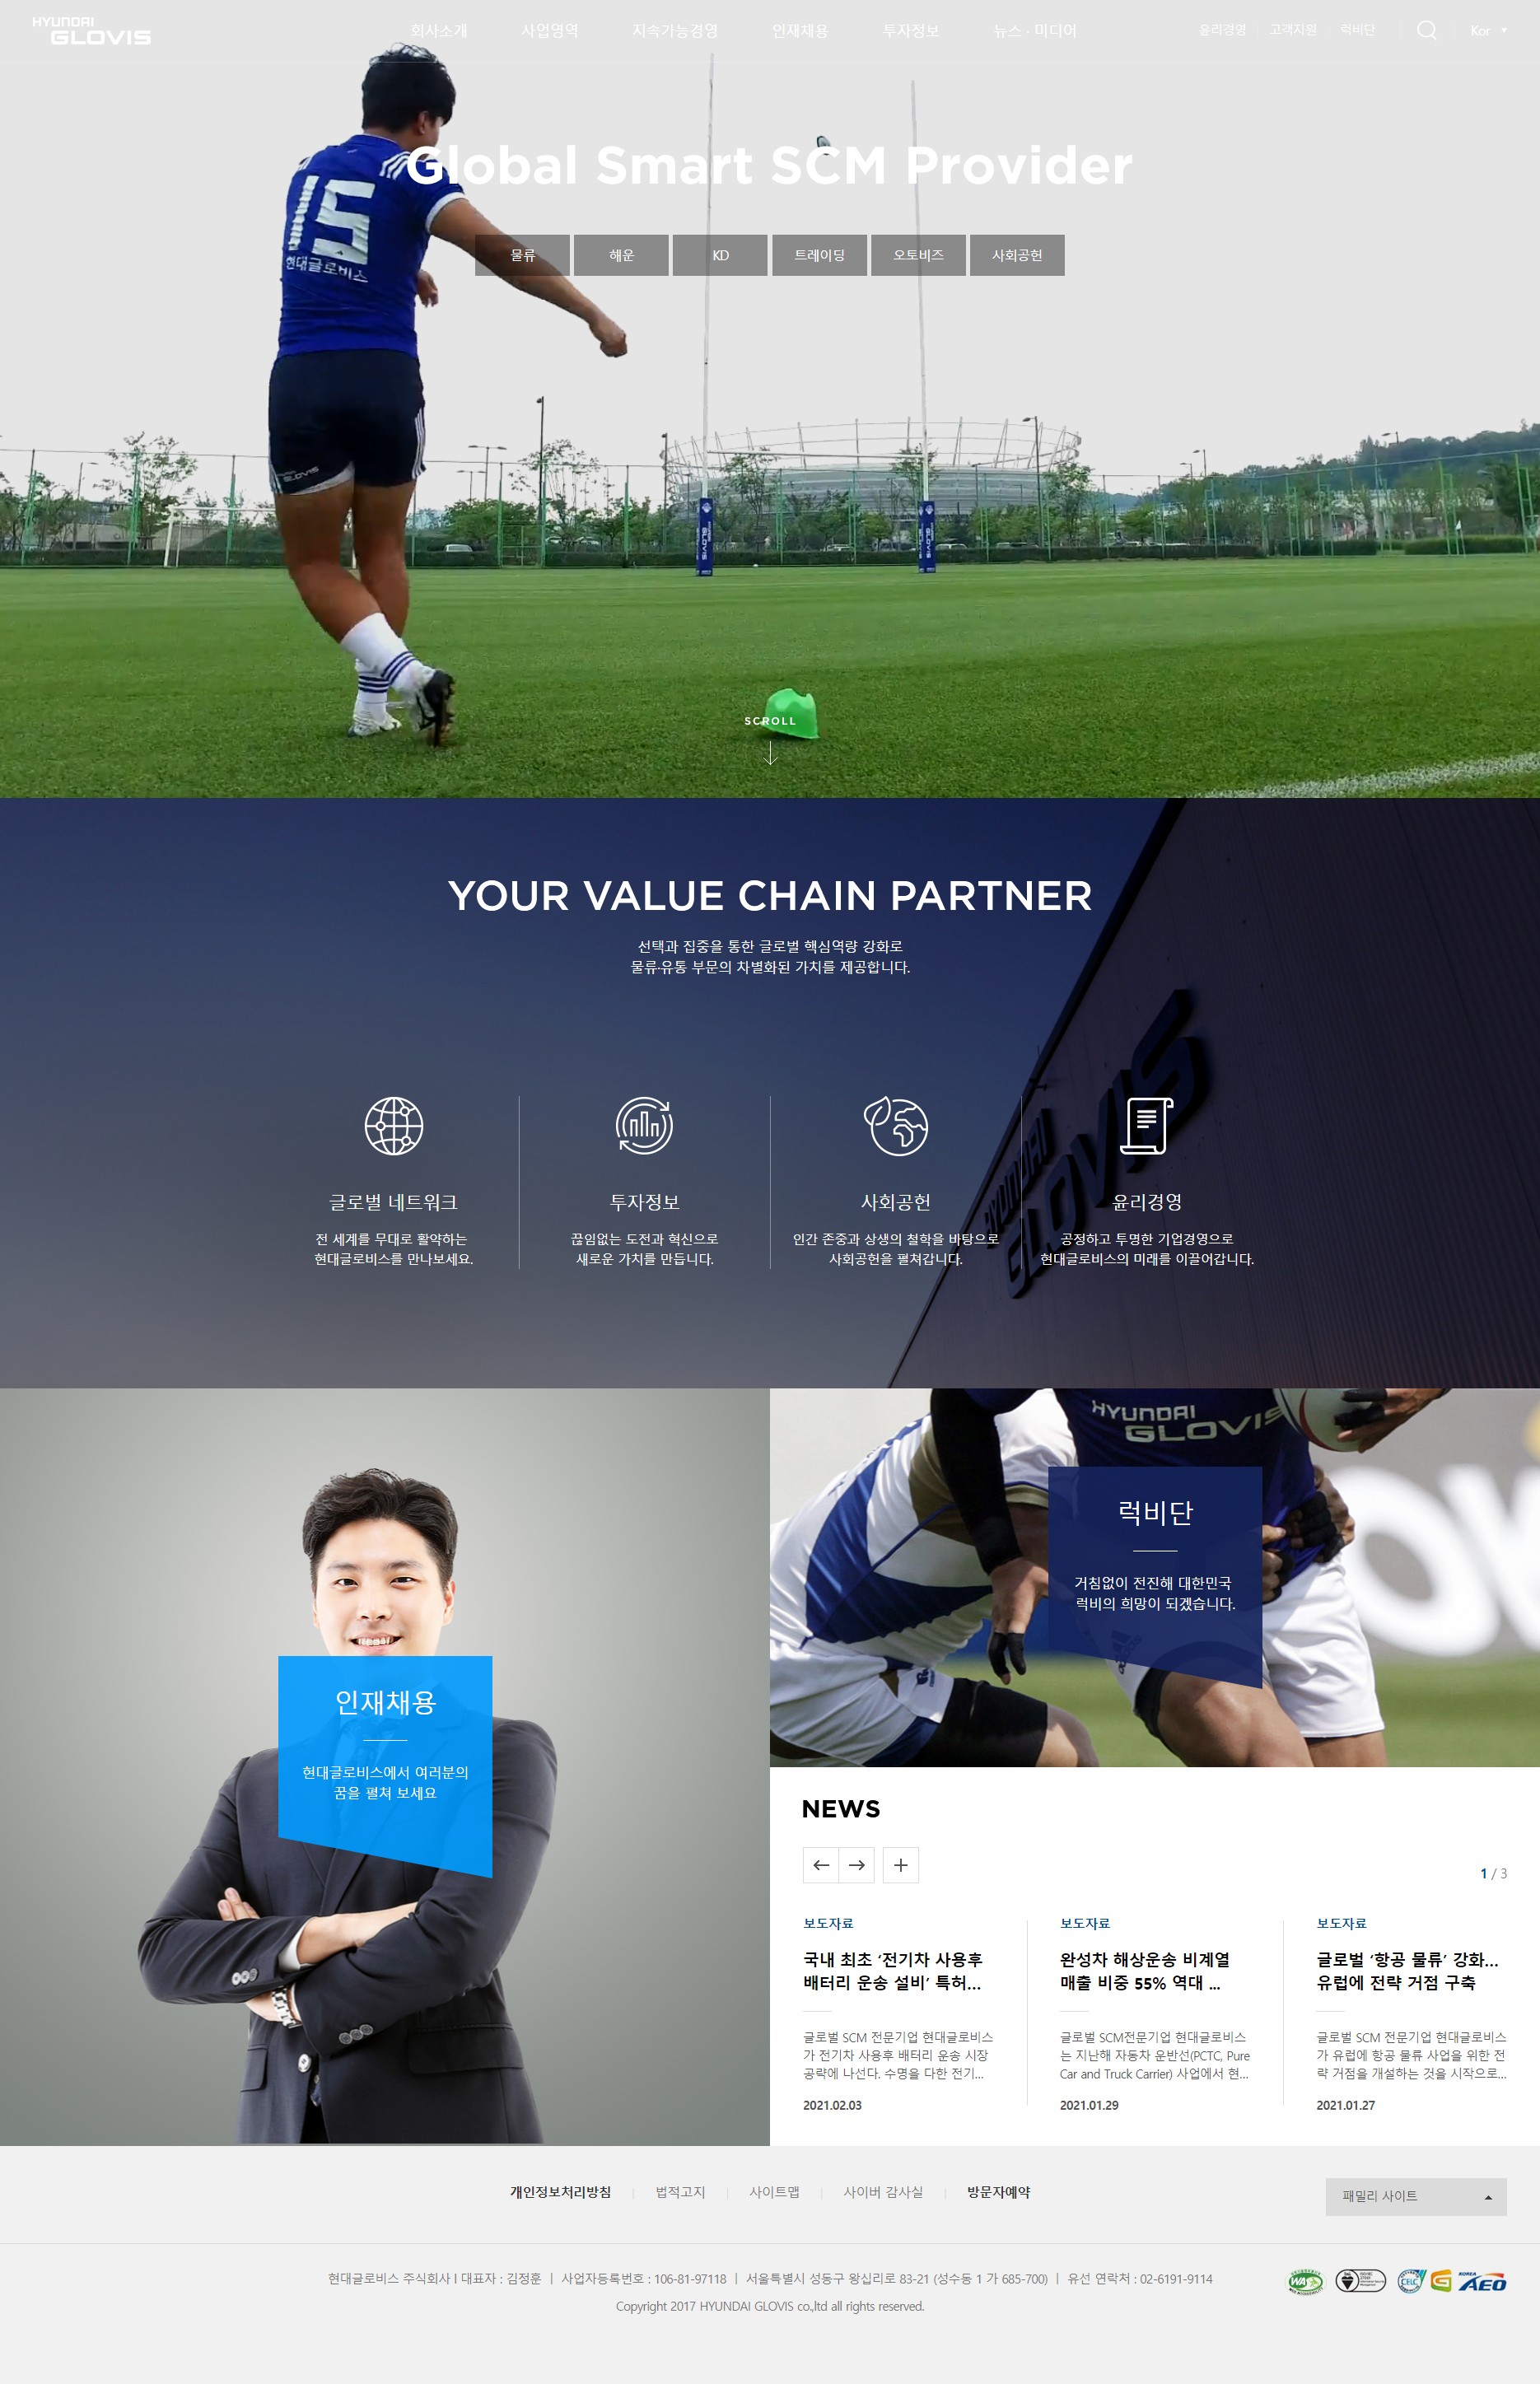 HYUNDAI
GLOVIS
회사소개 사업영역 지속가능경영 인재채용 투자정보 뉴스 · 미디어
윤리경영 고객지원 럭비단 Kor
Global Smart SCM Provider
15
현대글로비스
물류 해운 KD 트레이딩 오토비즈 사회공헌
GLOVIS
GLOVIS
GLOVIS
SCROLL
YOUR VALUE CHAIN PARTNER
선택과 집중을 통한 글로벌 핵심역량 강화로
물류·유통 부문의 차별화된 가치를 제공합니다.
HYUNDAI
GLOVIS
글로벌 네트워크
전 세계를 무대로 활약하는
현대글로비스를 만나보세요.
투자정보
끊임없는 도전과 혁신으로
새로운 가치를 만듭니다.
사회공헌
인간 존중과 상생의 철학을 바탕으로
사회공헌을 펼쳐갑니다.
윤리경영
공정하고 투명한 기업경영으로
현대글로비스의 미래를 이끌어갑니다.
인재채용
현대글로비스에서 여러분의
꿈을 펼쳐 보세요
HYUNDAI
GLOVIS
럭비단
거침없이 전진해 대한민국
럭비의 희망이 되겠습니다.
NEWS
1 / 3
보도자료
국내 최초 ‘전기차 사용후
배터리 운송 설비’ 특허...
글로벌 SCM 전문기업 현대글로비스
가 전기차 사용후 배터리 운송 시장
공략에 나선다. 수명을 다한 전기...
2021.02.03
보도자료
완성차 해상운송 비계열
매출 비중 55% 역대 ...
글로벌 SCM전문기업 현대글로비스
는 지난해 자동차 운반선(PCTC, Pure
Car and Truck Carrier) 사업에서 현...
2021.01.29
보도자료
글로벌 ‘항공 물류’ 강화...
유럽에 전략 거점 구축
글로벌 SCM 전문기업 현대글로비스
가 유럽에 항공 물류 사업을 위한 전
략 거점을 개설하는 것을 시작으로...
2021.01.27
개인정보처리방침 법적고지 사이트맵 사이버 감사실 방문자예약
패밀리 사이트
현대글로비스 주식회사 I 대표자 : 김정훈 | 사업자등록번호 : 106-81-97118 | 서울특별시 성동구 왕십리로 83-21 (성수동 1 가 685-700) | 유선 연락처 : 02-6191-9114
WA CELC G KOREA AEO
Copyright 2017 HYUNDAI GLOVIS co.,ltd all rights reserved.